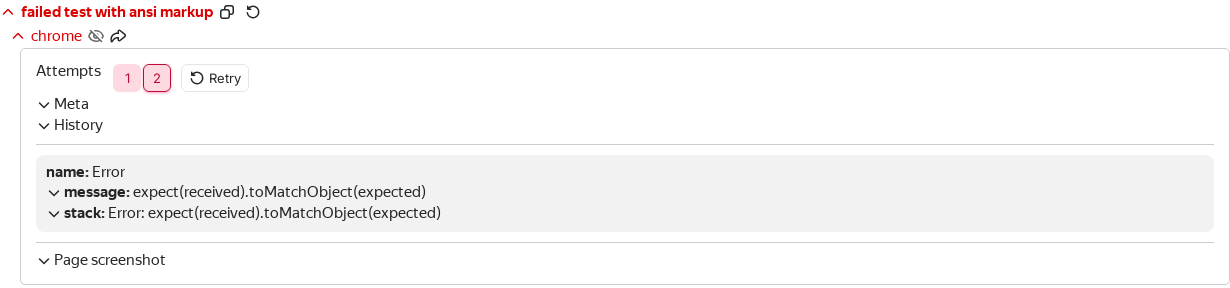 failed test with ansi markup
chrome
Attempts 1 2 Retry
Meta
History
name: Error
message: expect(received).toMatchObject(expected)
stack: Error: expect(received).toMatchObject(expected)
Page screenshot